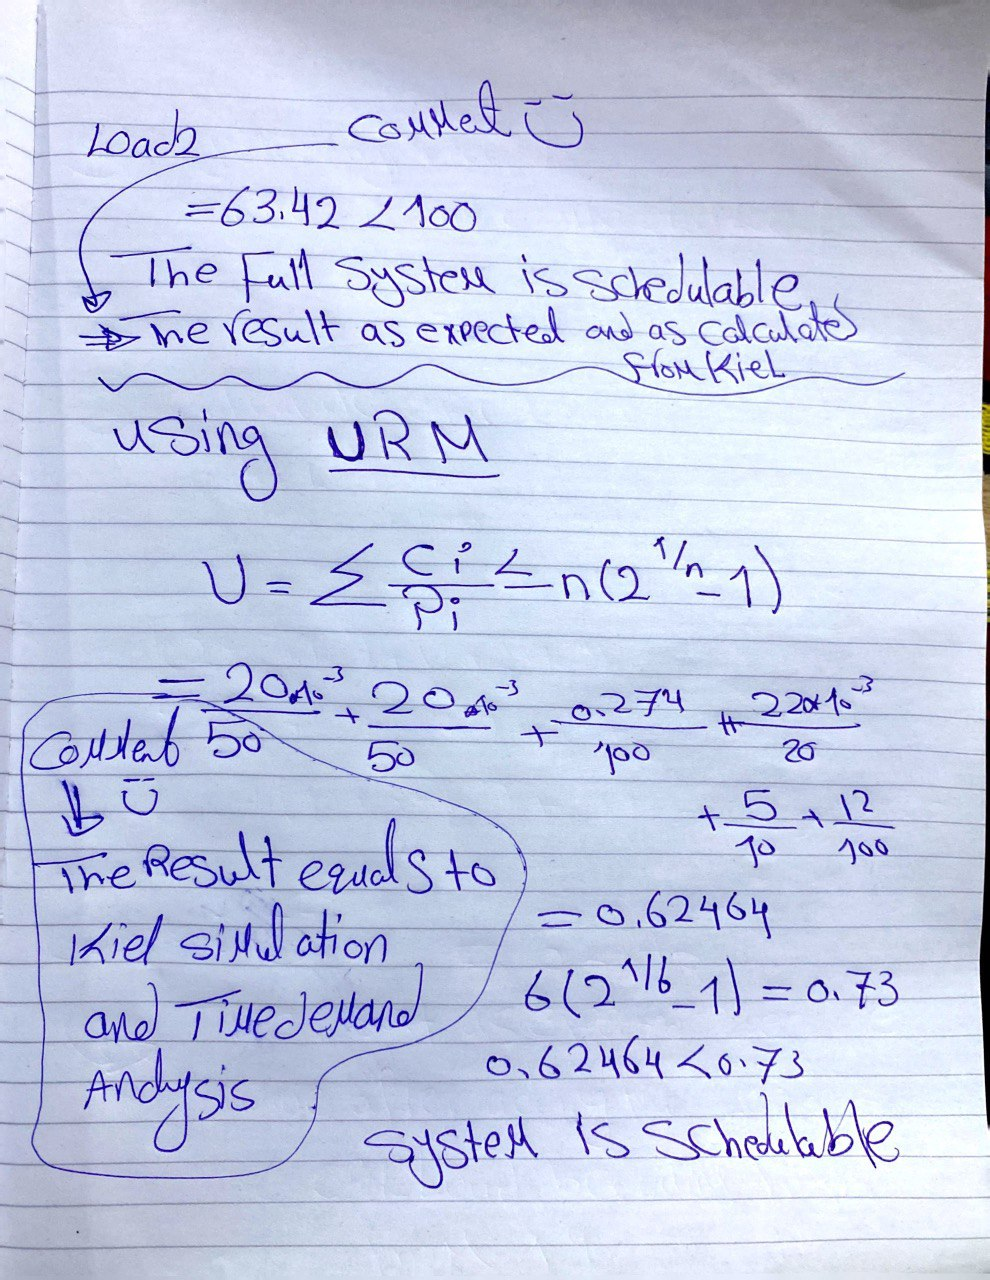 Load2
Comment
=63.42 < 100
The Full System is schedulable
⇒ The result as expected and as calculated
from Kiel
using URM
U = Σ Ci/Pi ≤ n(2^1/n - 1)
= 20*10^-3/50 + 20*10^-3/50 + 0.274/100 + 22*10^-3/20
+ 5/10 + 12/100
= 0.62464
6(2^1/6 - 1) = 0.73
0.62464 < 0.73
system is schedulable
Comment
The Result equals to
Kiel simulation
and Time demand
Analysis